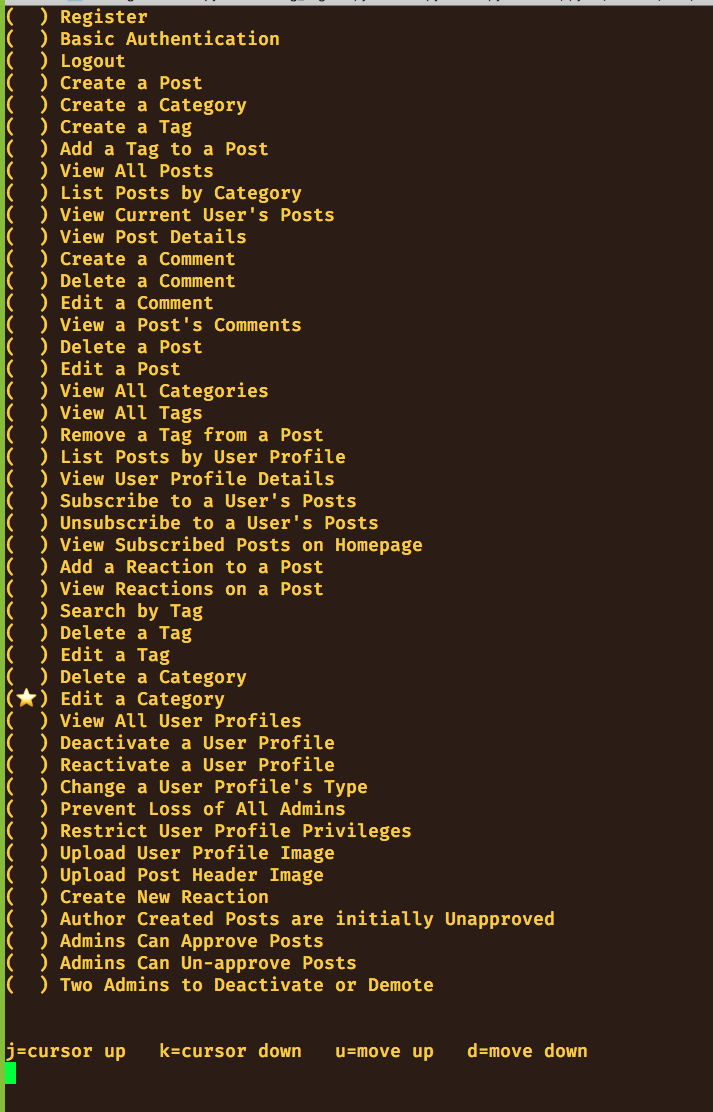 (  ) Register
(  ) Basic Authentication
(  ) Logout
(  ) Create a Post
(  ) Create a Category
(  ) Create a Tag
(  ) Add a Tag to a Post
(  ) View All Posts
(  ) List Posts by Category
(  ) View Current User's Posts
(  ) View Post Details
(  ) Create a Comment
(  ) Delete a Comment
(  ) Edit a Comment
(  ) View a Post's Comments
(  ) Delete a Post
(  ) Edit a Post
(  ) View All Categories
(  ) View All Tags
(  ) Remove a Tag from a Post
(  ) List Posts by User Profile
(  ) View User Profile Details
(  ) Subscribe to a User's Posts
(  ) Unsubscribe to a User's Posts
(  ) View Subscribed Posts on Homepage
(  ) Add a Reaction to a Post
(  ) View Reactions on a Post
(  ) Search by Tag
(  ) Delete a Tag
(  ) Edit a Tag
(  ) Delete a Category
(⭐) Edit a Category
(  ) View All User Profiles
(  ) Deactivate a User Profile
(  ) Reactivate a User Profile
(  ) Change a User Profile's Type
(  ) Prevent Loss of All Admins
(  ) Restrict User Profile Privileges
(  ) Upload User Profile Image
(  ) Upload Post Header Image
(  ) Create New Reaction
(  ) Author Created Posts are initially Unapproved
(  ) Admins Can Approve Posts
(  ) Admins Can Un-approve Posts
(  ) Two Admins to Deactivate or Demote
j=cursor up   k=cursor down   u=move up   d=move down